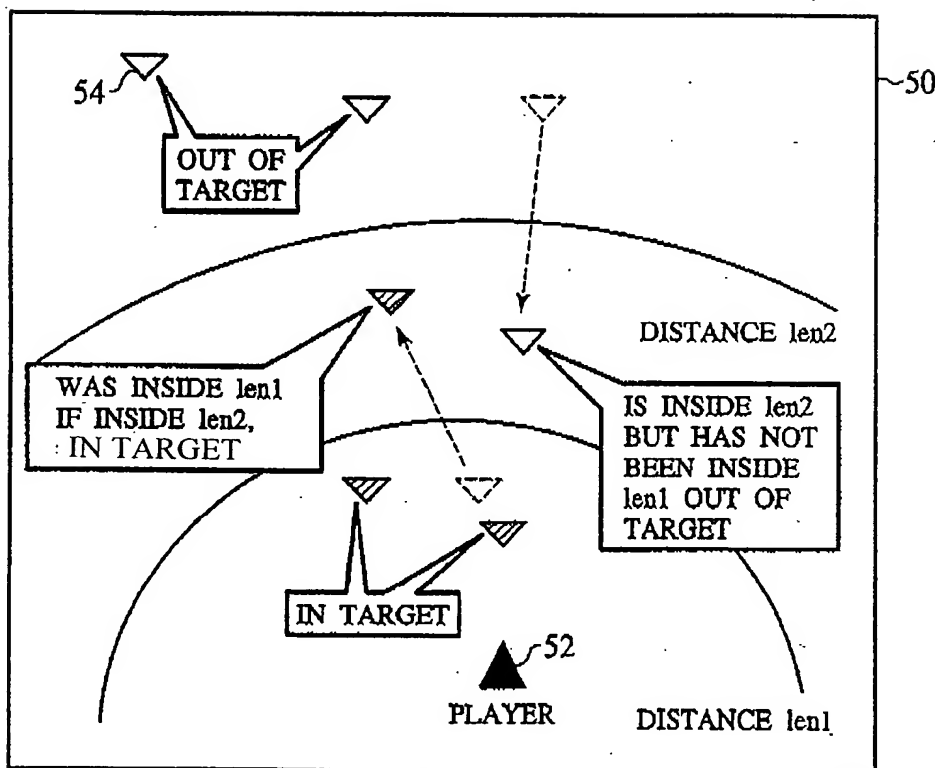 50
54
OUT OF
TARGET
DISTANCE len2
WAS INSIDE len1
IF INSIDE len2,
IN TARGET
IS INSIDE len2
BUT HAS NOT
BEEN INSIDE
len1 OUT OF
TARGET
IN TARGET
52
PLAYER
DISTANCE len1